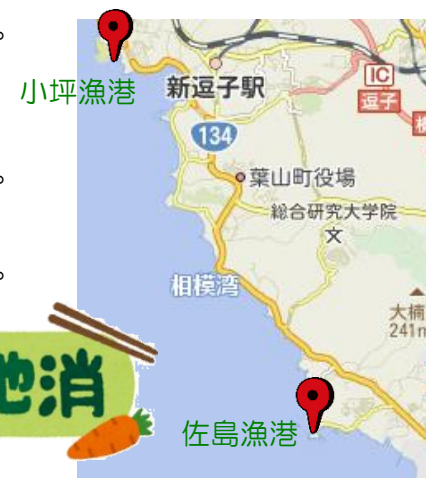 。
小坪漁港
新逗子駅
IC
逗子
134
。
葉山町役場
総合研究大学院
文
。
相模湾
大楠
241m
地消
佐島漁港